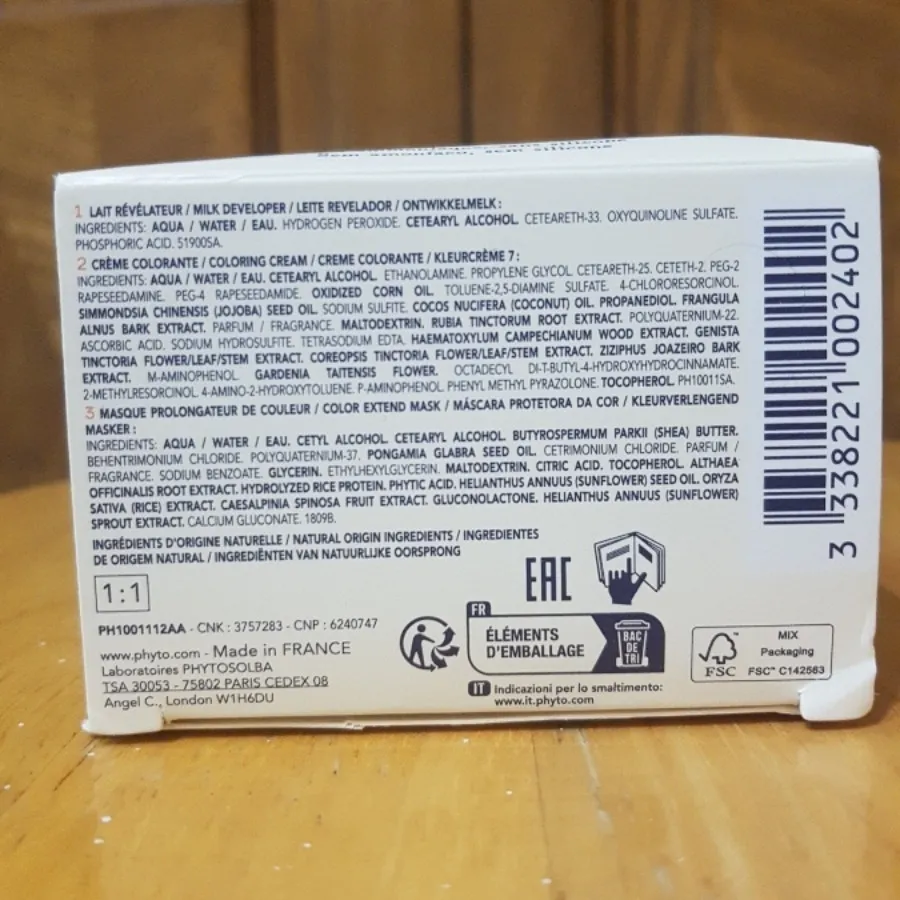 sem amoníaco, sem silicone
1 LAIT RÉVÉLATEUR / MILK DEVELOPER / LEITE REVELADOR / ONTWIKKELMELK :
INGREDIENTS: AQUA / WATER / EAU. HYDROGEN PEROXIDE. CETEARYL ALCOHOL. CETEARETH-33. OXYQUINOLINE SULFATE.
PHOSPHORIC ACID. 51900SA.
2 CRÈME COLORANTE / COLORING CREAM / CREME COLORANTE / KLEURCRÈME 7 :
INGREDIENTS: AQUA / WATER / EAU. CETEARYL ALCOHOL. ETHANOLAMINE. PROPYLENE GLYCOL. CETEARETH-25. CETETH-2. PEG-2
RAPESEEDAMINE. PEG-4 RAPESEEDAMIDE. OXIDIZED CORN OIL. TOLUENE-2,5-DIAMINE SULFATE. 4-CHLORORESORCINOL.
SIMMONDSIA CHINENSIS (JOJOBA) SEED OIL. SODIUM SULFITE. COCOS NUCIFERA (COCONUT) OIL. PROPANEDIOL. FRANGULA
ALNUS BARK EXTRACT. PARFUM / FRAGRANCE. MALTODEXTRIN. RUBIA TINCTORUM ROOT EXTRACT. POLYQUATERNIUM-22.
ASCORBIC ACID. SODIUM HYDROSULFITE. TETRASODIUM EDTA. HAEMATOXYLUM CAMPECHIANUM WOOD EXTRACT. GENISTA
TINCTORIA FLOWER/LEAF/STEM EXTRACT. COREOPSIS TINCTORIA FLOWER/LEAF/STEM EXTRACT. ZIZIPHUS JOAZEIRO BARK
EXTRACT. M-AMINOPHENOL. GARDENIA TAITENSIS FLOWER. OCTADECYL DI-T-BUTYL-4-HYDROXYHYDROCINNAMATE.
2-METHYLRESORCINOL. 4-AMINO-2-HYDROXYTOLUENE. P-AMINOPHENOL. PHENYL METHYL PYRAZOLONE. TOCOPHEROL. PH10011SA.
3 MASQUE PROLONGATEUR DE COULEUR / COLOR EXTEND MASK / MÁSCARA PROTETORA DA COR / KLEURVERLENGEND
MASKER :
INGREDIENTS: AQUA / WATER / EAU. CETYL ALCOHOL. CETEARYL ALCOHOL. BUTYROSPERMUM PARKII (SHEA) BUTTER.
BEHENTRIMONIUM CHLORIDE. POLYQUATERNIUM-37. PONGAMIA GLABRA SEED OIL. CETRIMONIUM CHLORIDE. PARFUM /
FRAGRANCE. SODIUM BENZOATE. GLYCERIN. ETHYLHEXYLGLYCERIN. MALTODEXTRIN. CITRIC ACID. TOCOPHEROL. ALTHAEA
OFFICINALIS ROOT EXTRACT. HYDROLYZED RICE PROTEIN. PHYTIC ACID. HELIANTHUS ANNUUS (SUNFLOWER) SEED OIL. ORYZA
SATIVA (RICE) EXTRACT. CAESALPINIA SPINOSA FRUIT EXTRACT. GLUCONOLACTONE. HELIANTHUS ANNUUS (SUNFLOWER)
SPROUT EXTRACT. CALCIUM GLUCONATE. 1809B.
INGRÉDIENTS D'ORIGINE NATURELLE / NATURAL ORIGIN INGREDIENTS / INGREDIENTES
DE ORIGEM NATURAL / INGREDIËNTEN VAN NATUURLIJKE OORSPRONG
1:1
PH1001112AA - CNK : 3757283 - CNP : 6240747
www.phyto.com - Made in FRANCE
Laboratoires PHYTOSOLBA
TSA 30053 - 75802 PARIS CEDEX 08
Angel C., London W1H6DU
EAC
FR
ÉLÉMENTS
D'EMBALLAGE
BAC
DE
TRI
IT Indicazioni per lo smaltimento:
www.it.phyto.com
FSC
MIX
Packaging
FSC™ C142563
3 338221 002402